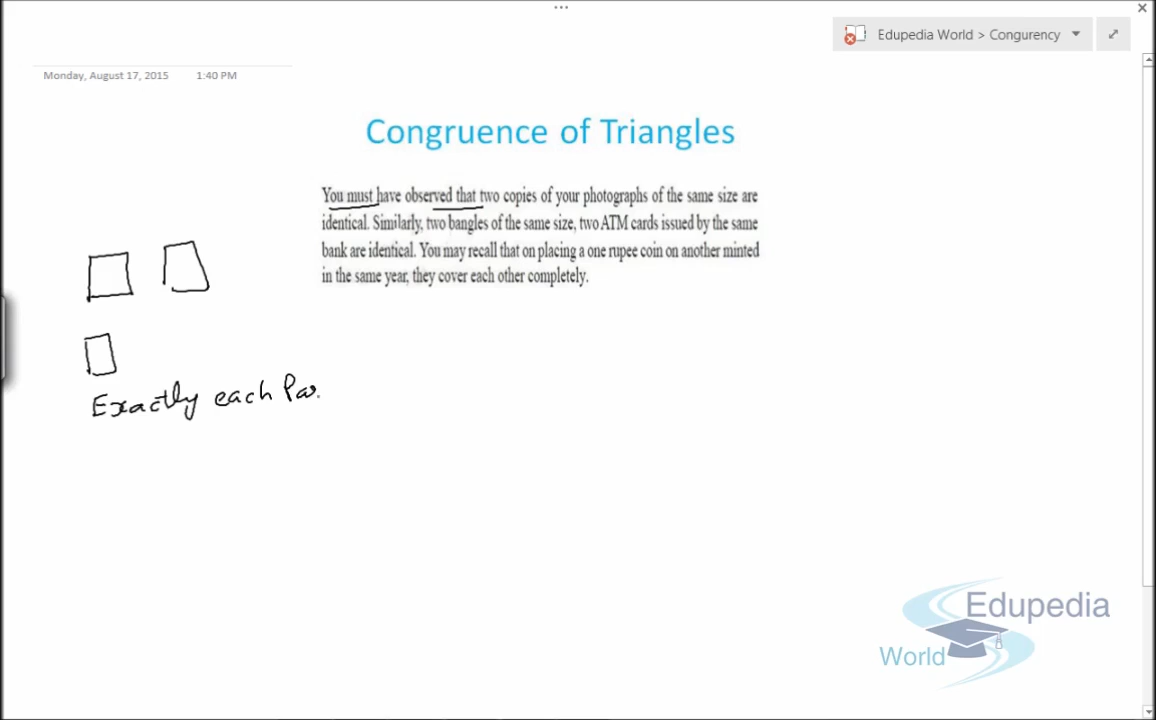 Edupedia World > Congurency
Monday, August 17, 2015 1:40 PM
Congruence of Triangles
You must have observed that two copies of your photographs of the same size are
identical. Similarly, two bangles of the same size, two ATM cards issued by the same
bank are identical. You may recall that on placing a one rupee coin on another minted
in the same year, they cover each other completely.
Exactly each Par
Edupedia
World